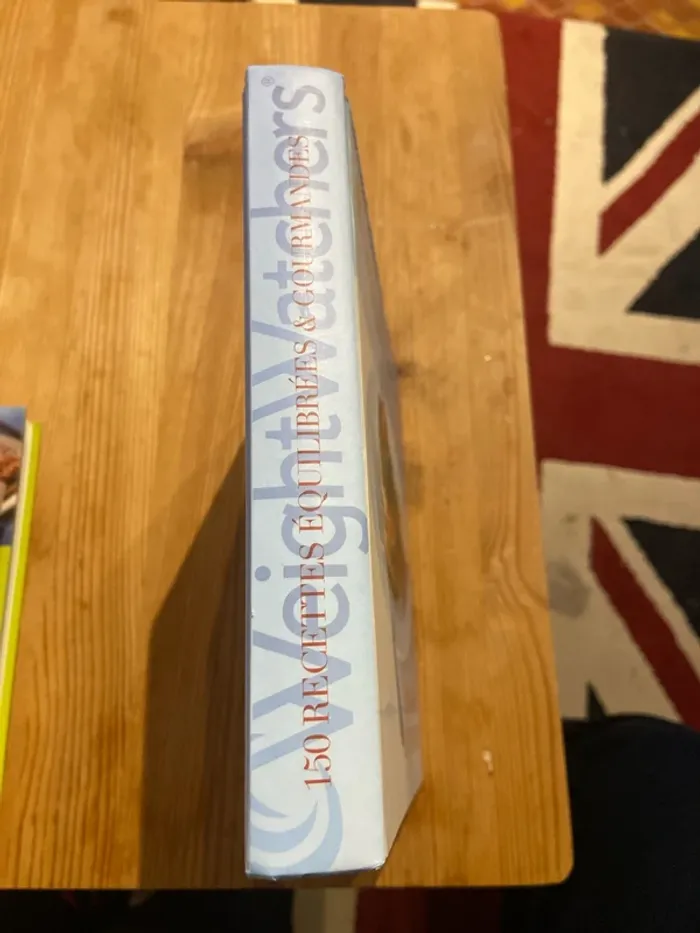 WeightWatchers®
150 RECETTES ÉQUILIBRÉES & GOURMANDES